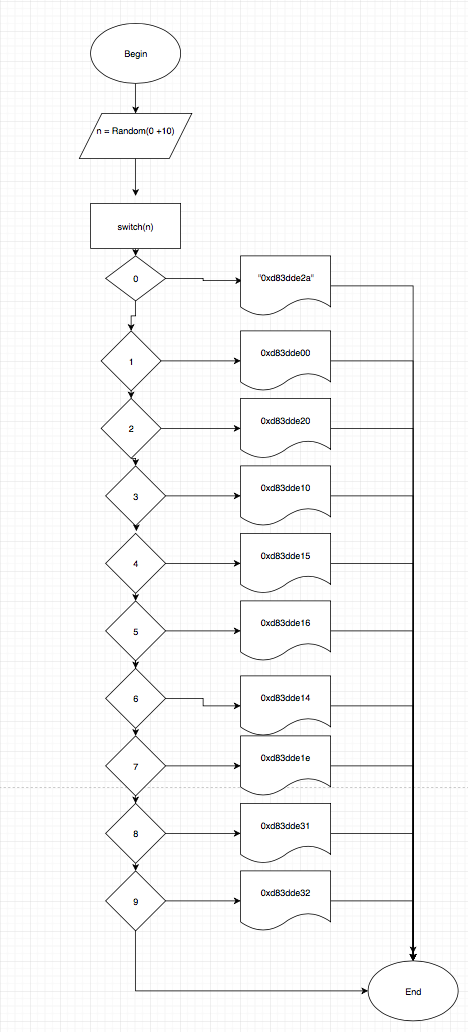 Begin
n = Random(0 +10)
switch(n)
0
"0xd83dde2a"
1
0xd83dde00
2
0xd83dde20
3
0xd83dde10
4
0xd83dde15
5
0xd83dde16
6
0xd83dde14
7
0xd83dde1e
8
0xd83dde31
9
0xd83dde32
End